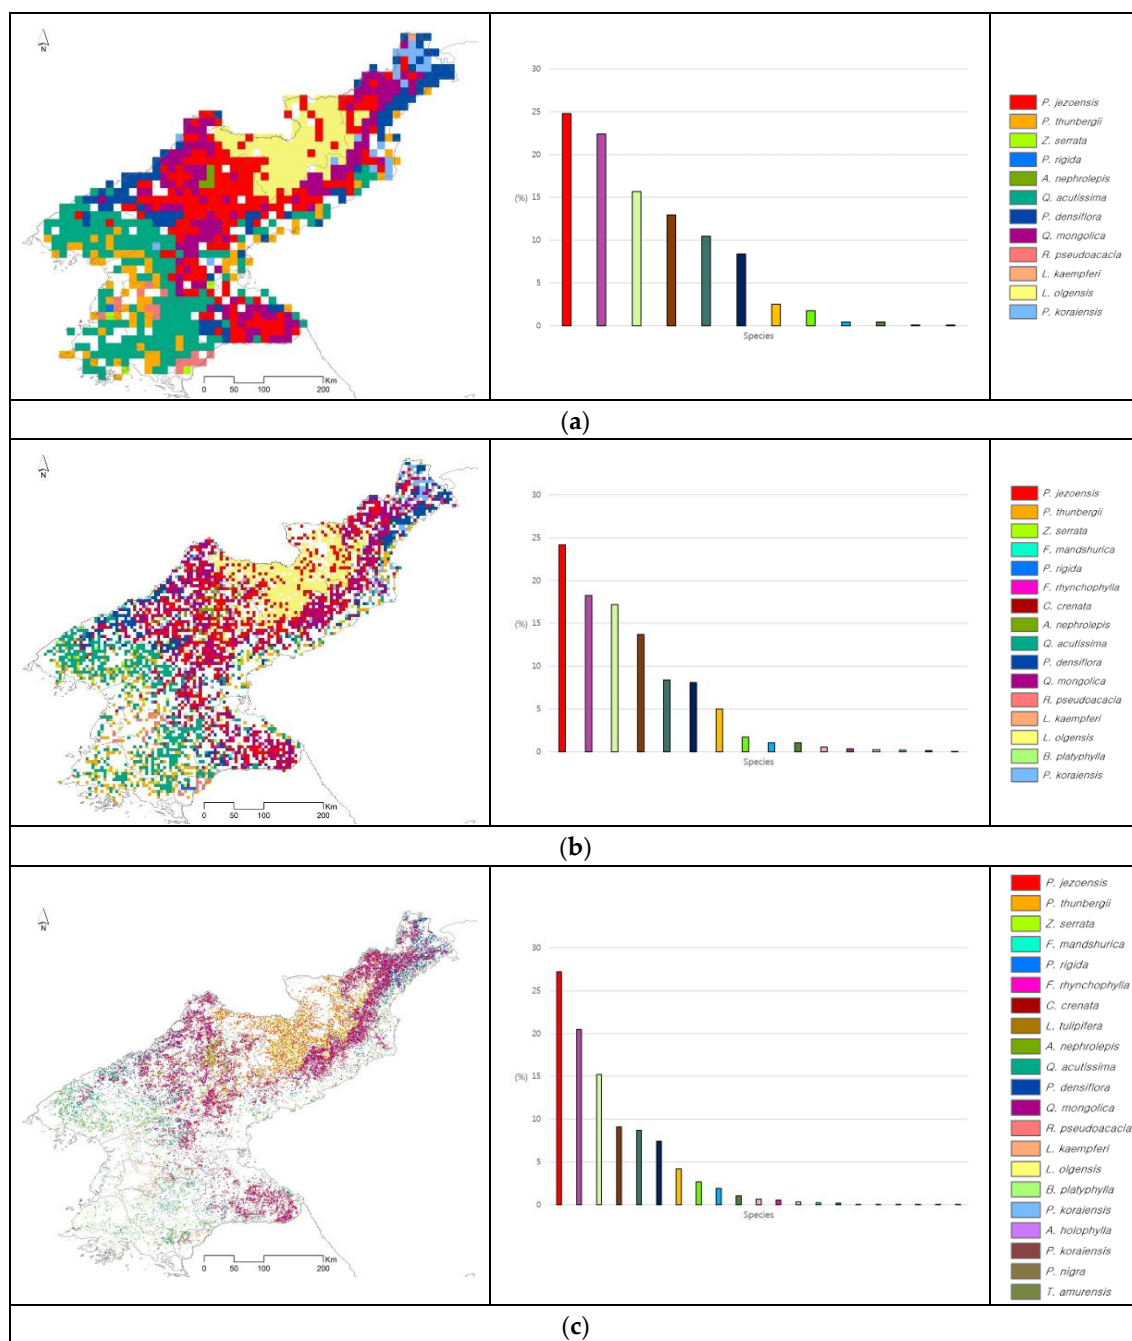 N
0 50 100 200
Km
30
25
20
15
(%)
10
5
0
Species
P. jezoensis
P. thunbergii
Z. serrata
P. rigida
A. nephrolepis
Q. acutissima
P. densiflora
Q. mongolica
R. pseudoacacia
L. kaempferi
L. olgensis
P. koraiensis
(a)
N
0 50 100 200
Km
30
25
20
15
(%)
10
5
0
Species
P. jezoensis
P. thunbergii
Z. serrata
F. mandshurica
P. rigida
F. rhynchophylla
C. crenata
A. nephrolepis
Q. acutissima
P. densiflora
Q. mongolica
R. pseudoacacia
L. kaempferi
L. olgensis
B. platyphylla
P. koraiensis
(b)
N
0 50 100 200
Km
30
25
20
15
(%)
10
5
0
Species
P. jezoensis
P. thunbergii
Z. serrata
F. mandshurica
P. rigida
F. rhynchophylla
C. crenata
L. tulipifera
A. nephrolepis
Q. acutissima
P. densiflora
Q. mongolica
R. pseudoacacia
L. kaempferi
L. olgensis
B. platyphylla
P. koraiensis
A. holophylla
P. koraiensis
P. nigra
T. amurensis
(c)